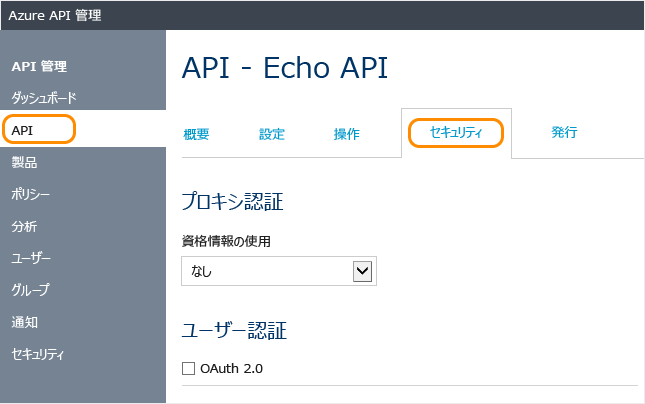 Azure API 管理
API 管理
ダッシュボード
API
製品
ポリシー
分析
ユーザー
グループ
通知
セキュリティ
API - Echo API
概要 設定 操作 セキュリティ 発行
プロキシ認証
資格情報の使用
なし
ユーザー認証
OAuth 2.0